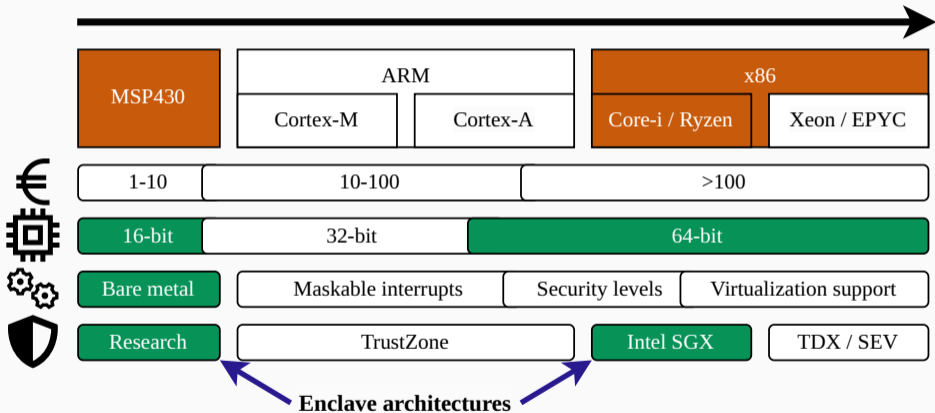 MSP430
ARM
x86
Cortex-M
Cortex-A
Core-i / Ryzen
Xeon / EPYC
€
1-10
10-100
>100
16-bit
32-bit
64-bit
Bare metal
Maskable interrupts
Security levels
Virtualization support
Research
TrustZone
Intel SGX
TDX / SEV
Enclave architectures